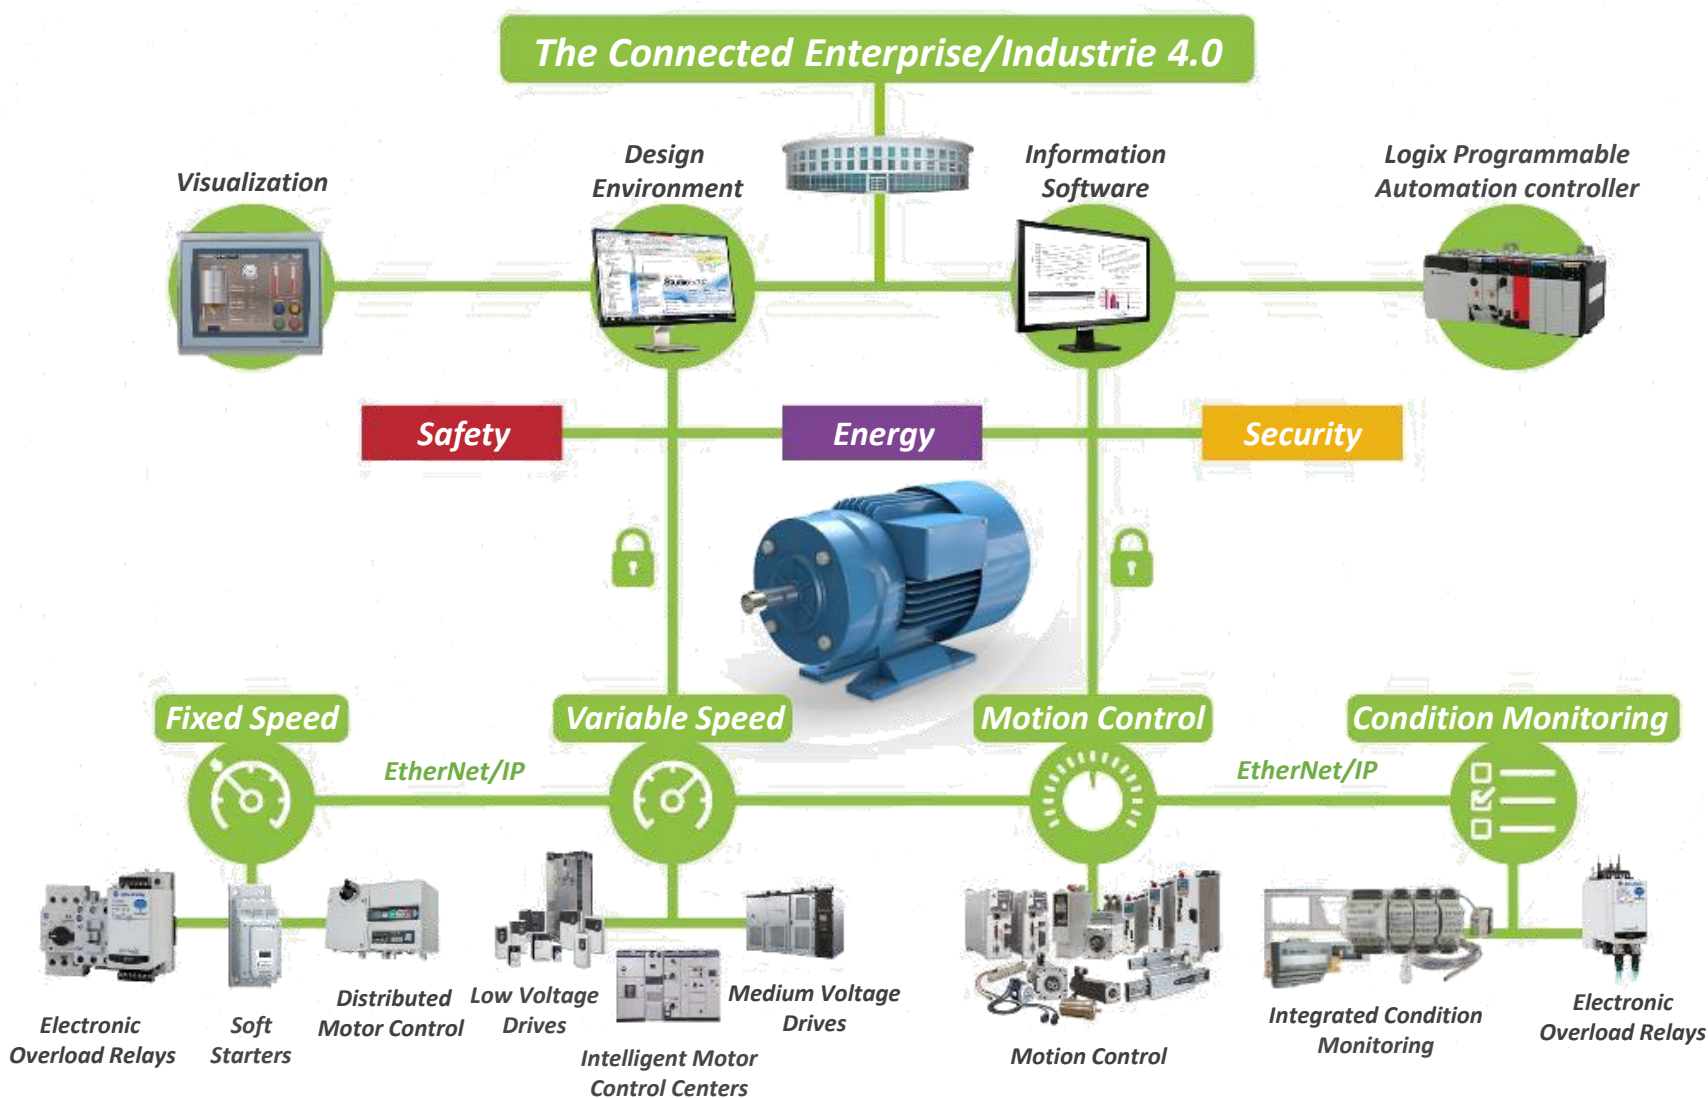 The Connected Enterprise/Industrie 4.0
Visualization
Design
Environment
Information
Software
Logix Programmable
Automation controller
Safety
Energy
Security
Fixed Speed
Variable Speed
Motion Control
Condition Monitoring
EtherNet/IP
EtherNet/IP
Electronic
Overload Relays
Soft
Starters
Distributed
Motor Control
Low Voltage
Drives
Intelligent Motor
Control Centers
Medium Voltage
Drives
Motion Control
Integrated Condition
Monitoring
Electronic
Overload Relays